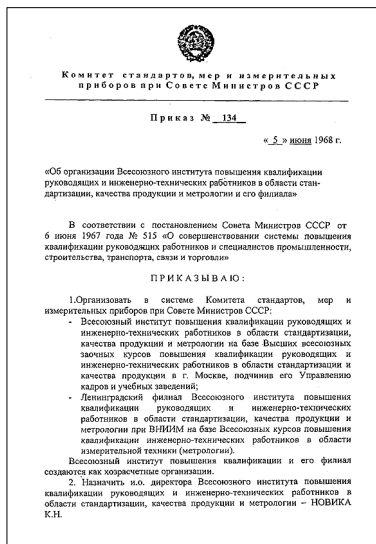 Комитет стандартов, мер и измерительных
приборов при Совете Министров СССР
Приказ № 134
« 5 » июня 1968 г.
«Об организации Всесоюзного института повышения квалификации
руководящих и инженерно-технических работников в области стан-
дартизации, качества продукции и метрологии и его филиала»
В соответствии с постановлением Совета Министров СССР от
6 июня 1967 года № 515 «О совершенствовании системы повышения
квалификации руководящих работников и специалистов промышленности,
строительства, транспорта, связи и торговли»
ПРИКАЗЫВАЮ:
1.Организовать в системе Комитета стандартов, мер и
измерительных приборов при Совете Министров СССР:
- Всесоюзный институт повышения квалификации руководящих и
инженерно-технических работников в области стандартизации,
качества продукции и метрологии на базе Высших всесоюзных
заочных курсов повышения квалификации руководящих и
инженерно-технических работников в области стандартизации и
качества продукции в г. Москве, подчинив его Управлению
кадров и учебных заведений;
- Ленинградский филиал Всесоюзного института повышения
квалификации руководящих и инженерно-технических
работников в области стандартизации, качества продукции и
метрологии при ВНИИМ на базе Всесоюзных курсов повышения
квалификации инженерно-технических работников в области
измерительной техники (метрологии).
Всесоюзный институт повышения квалификации и его филиал
создаются как хозрасчетные организации.
2. Назначить и.о. директора Всесоюзного института повышения
квалификации руководящих и инженерно-технических работников в
области стандартизации, качества продукции и метрологии – НОВИКА
К.Н.